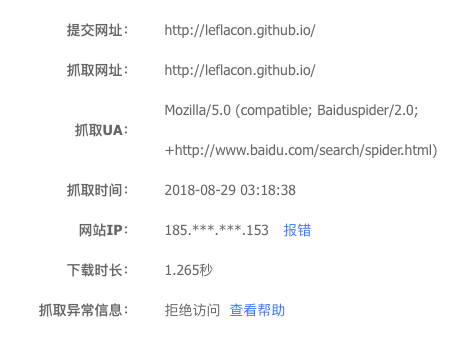 提交网址： http://leflacon.github.io/
抓取网址： http://leflacon.github.io/
抓取UA： Mozilla/5.0 (compatible; Baiduspider/2.0;
+http://www.baidu.com/search/spider.html)
抓取时间： 2018-08-29 03:18:38
网站IP： 185.***.***.153 报错
下载时长： 1.265秒
抓取异常信息： 拒绝访问 查看帮助